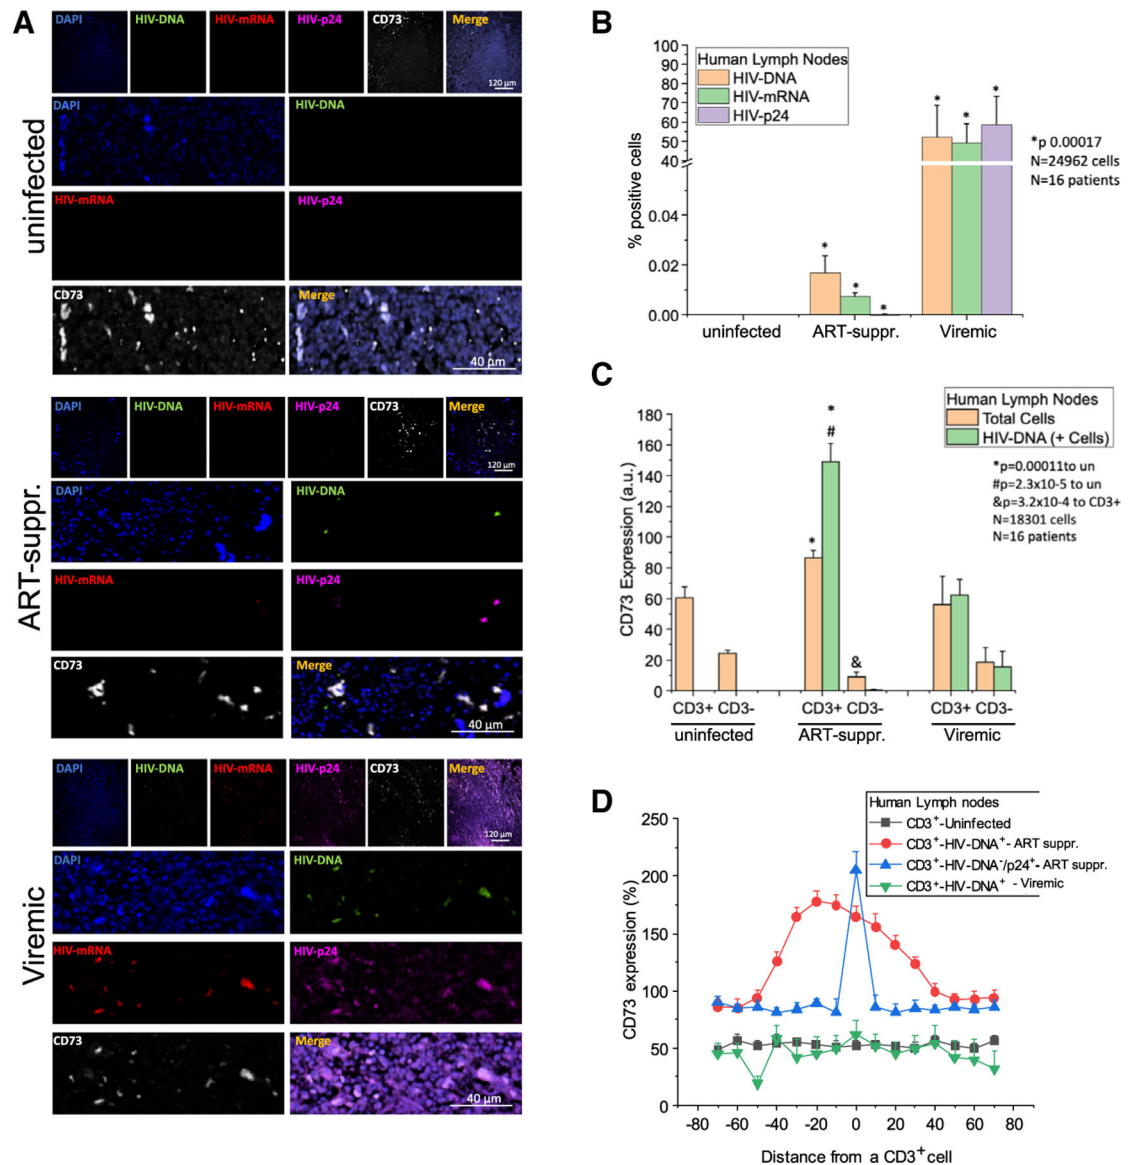 A
uninfected
DAPI
HIV-DNA
HIV-mRNA
HIV-p24
CD73
Merge
120 µm
DAPI
HIV-DNA
HIV-mRNA
HIV-p24
CD73
Merge
40 µm
ART-suppr.
DAPI
HIV-DNA
HIV-mRNA
HIV-p24
CD73
Merge
120 µm
DAPI
HIV-DNA
HIV-mRNA
HIV-p24
CD73
Merge
40 µm
Viremic
DAPI
HIV-DNA
HIV-mRNA
HIV-p24
CD73
Merge
120 µm
DAPI
HIV-DNA
HIV-mRNA
HIV-p24
CD73
Merge
40 µm
B
% positive cells
100
90
80
70
60
50
40
0.04
0.02
0.00
Human Lymph Nodes
HIV-DNA
HIV-mRNA
HIV-p24
* * *
* * *
*p 0.00017
N=24962 cells
N=16 patients
uninfected ART-suppr. Viremic
C
CD73 Expression (a.u.)
180
160
140
120
100
80
60
40
20
0
Human Lymph Nodes
Total Cells
HIV-DNA (+ Cells)
*p=0.00011to un
#p=2.3x10-5 to un
&p=3.2x10-4 to CD3+
N=18301 cells
N=16 patients
*
#
*
&
CD3+ CD3- CD3+ CD3- CD3+ CD3-
uninfected ART-suppr. Viremic
D
CD73 expression (%)
250
200
150
100
50
0
Human Lymph nodes
CD3⁺-Uninfected
CD3⁺-HIV-DNA⁺- ART suppr.
CD3⁺-HIV-DNA⁻/p24⁺- ART suppr.
CD3⁺-HIV-DNA⁺ - Viremic
-80 -60 -40 -20 0 20 40 60 80
Distance from a CD3⁺cell